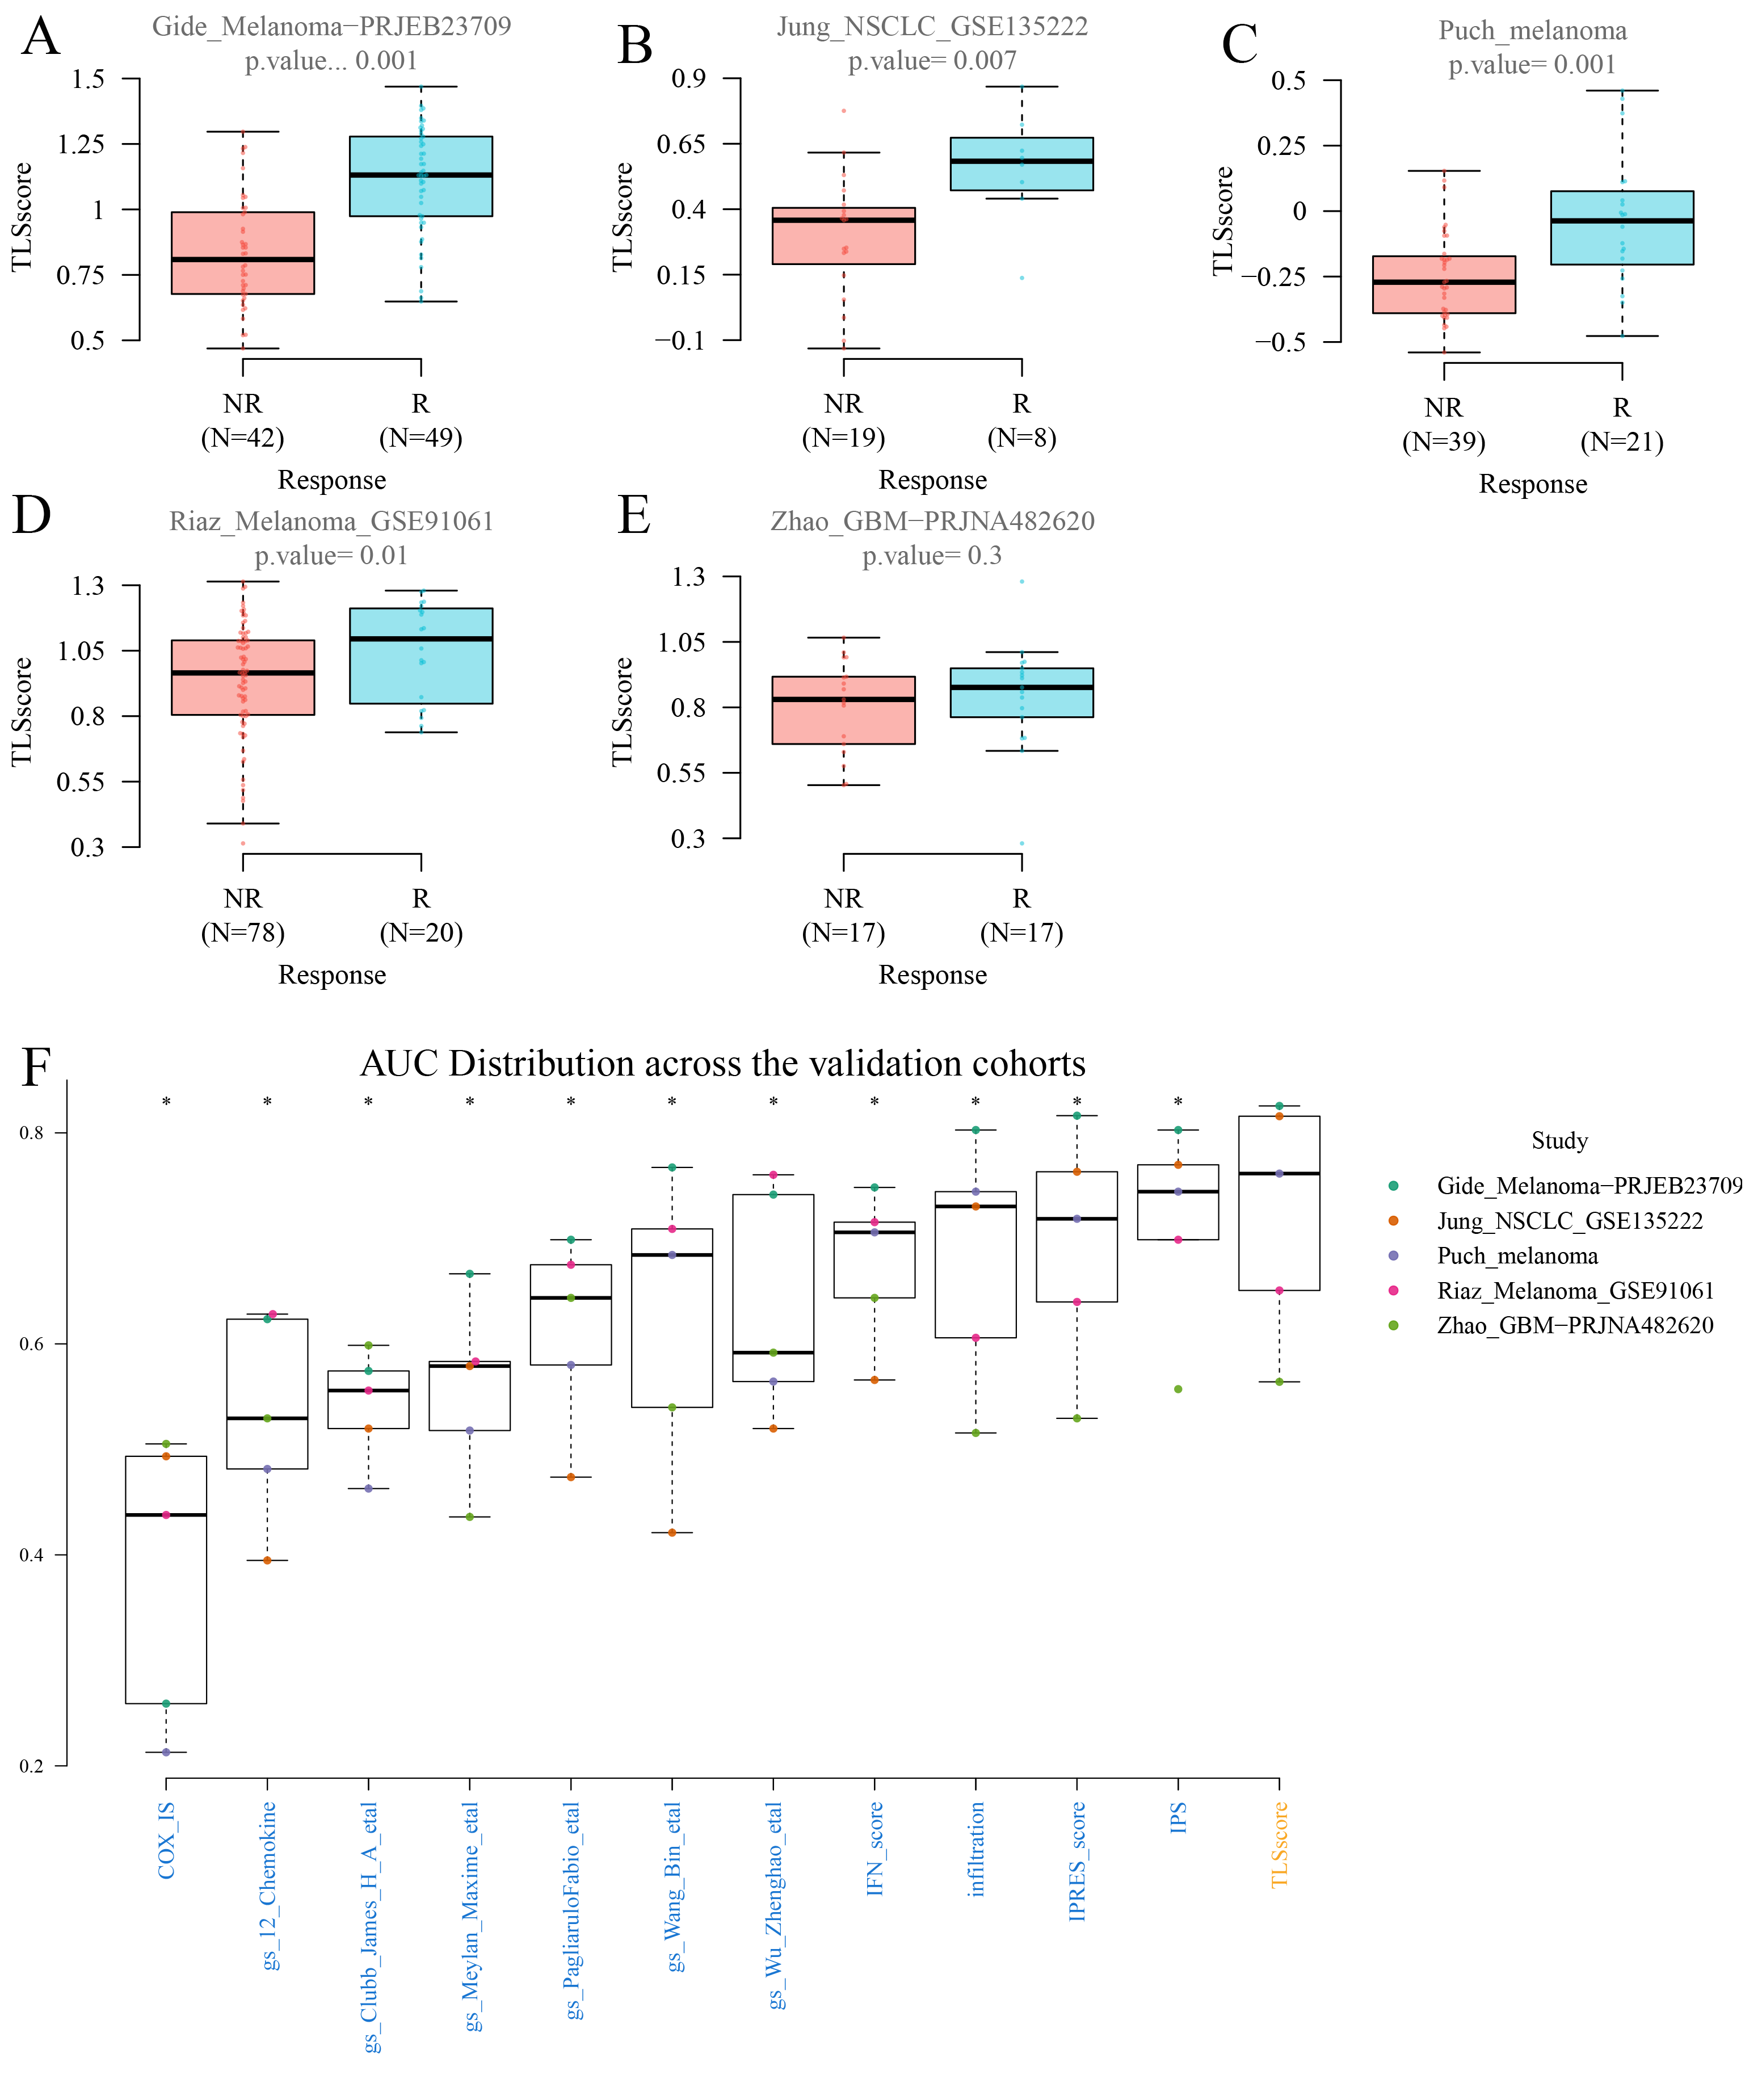 A
Gide_Melanoma−PRJEB23709
p.value... 0.001
1.5
1.25
1
0.75
0.5
TLSscore
NR
(N=42)
R
(N=49)
Response
B
Jung_NSCLC_GSE135222
p.value= 0.007
0.9
0.65
0.4
0.15
−0.1
TLSscore
NR
(N=19)
R
(N=8)
Response
C
Puch_melanoma
p.value= 0.001
0.5
0.25
0
−0.25
−0.5
TLSscore
NR
(N=39)
R
(N=21)
Response
D
Riaz_Melanoma_GSE91061
p.value= 0.01
1.3
1.05
0.8
0.55
0.3
TLSscore
NR
(N=78)
R
(N=20)
Response
E
Zhao_GBM−PRJNA482620
p.value= 0.3
1.3
1.05
0.8
0.55
0.3
TLSscore
NR
(N=17)
R
(N=17)
Response
F
AUC Distribution across the validation cohorts
* * * * * * * * * * *
0.8
0.6
0.4
0.2
COX_IS
gs_12_Chemokine
gs_Clubb_James_H_A_etal
gs_Meylan_Maxime_etal
gs_PagliaruloFabio_etal
gs_Wang_Bin_etal
gs_Wu_Zhenghao_etal
IFN_score
infiltration
IPRES_score
IPS
TLSscore
Study
Gide_Melanoma−PRJEB23709
Jung_NSCLC_GSE135222
Puch_melanoma
Riaz_Melanoma_GSE91061
Zhao_GBM−PRJNA482620